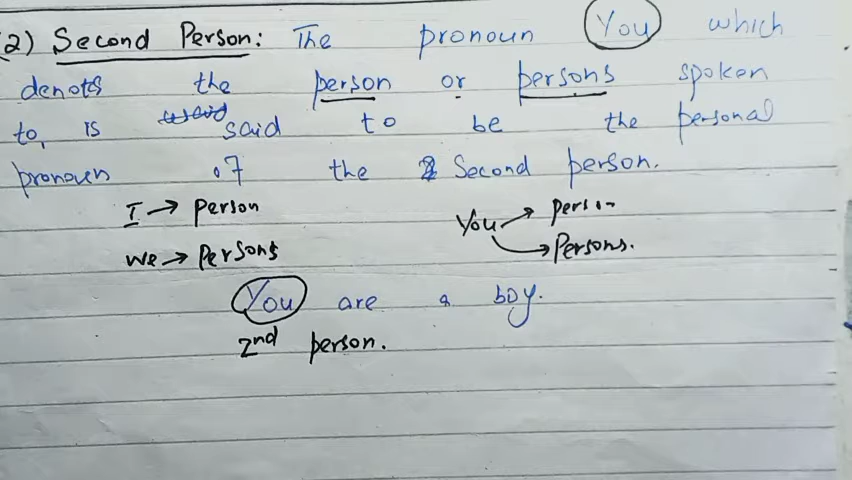 (2) Second Person: The pronoun You which
denots the person or persons spoken
to, is said to be the personal
pronoun of the Second person.
I → person
You → person
we → persons
→ Persons.
You are a boy.
2nd person.